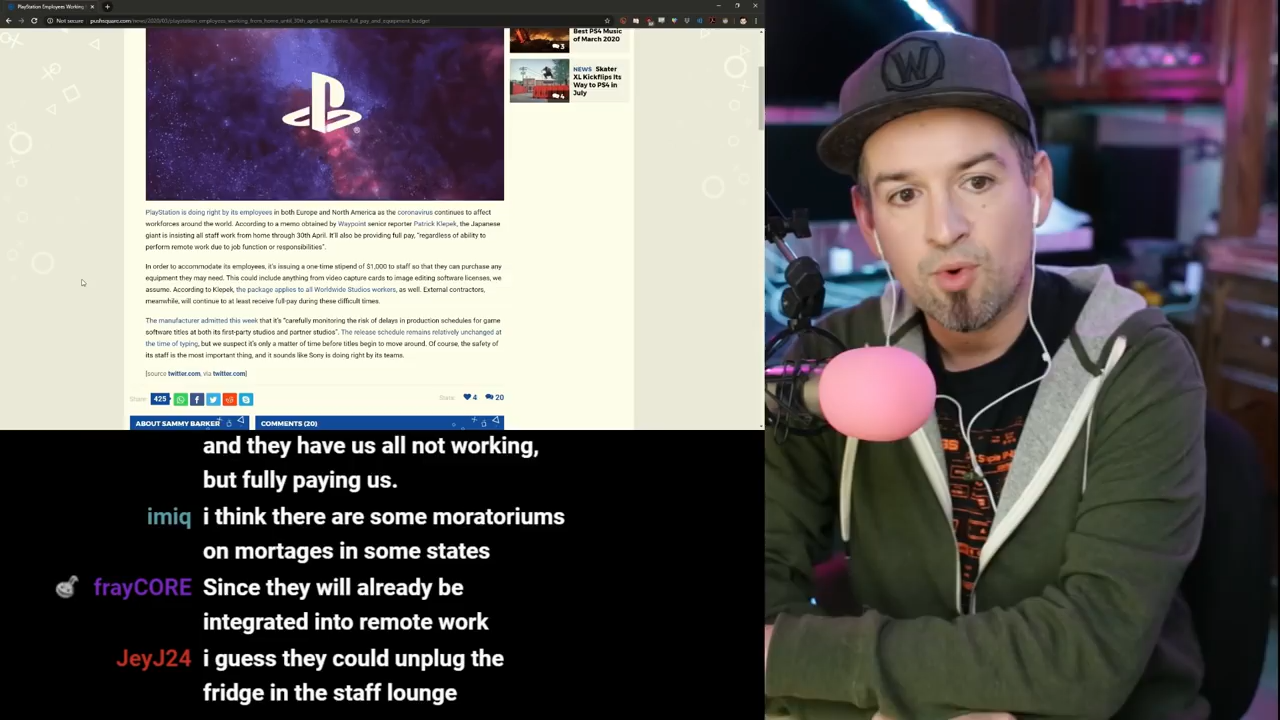 PlayStation Employees Working
Not secure pushsquare.com/news/2020/03/playstation_employees_working_from_home_until_30th_april_will_receive_full_pay_and_equipment_budget
Best PS4 Music
of March 2020
3
NEWS Skater
XL Kickflips Its
Way to PS4 in
July
4
PlayStation is doing right by its employees in both Europe and North America as the coronavirus continues to affect
workforces around the world. According to a memo obtained by Waypoint senior reporter Patrick Klepek, the Japanese
giant is insisting all staff work from home through 30th April. It'll also be providing full pay, "regardless of ability to
perform remote work due to job function or responsibilities".
In order to accommodate its employees, it's issuing a one-time stipend of $1,000 to staff so that they can purchase any
equipment they may need. This could include anything from video capture cards to image editing software licenses, we
assume. According to Klepek, the package applies to all Worldwide Studios workers, as well. External contractors,
meanwhile, will continue to at least receive full-pay during these difficult times.
The manufacturer admitted this week that it's "carefully monitoring the risk of delays in production schedules for game
software titles at both its first-party studios and partner studios". The release schedule remains relatively unchanged at
the time of typing, but we suspect it's only a matter of time before titles begin to move around. Of course, the safety of
its staff is the most important thing, and it sounds like Sony is doing right by its teams.
[source twitter.com, via twitter.com]
Share: 425
4 20
ABOUT SAMMY BARKER
COMMENTS (20)
and they have us all not working,
but fully paying us.
imiq i think there are some moratoriums
on mortages in some states
frayCORE Since they will already be
integrated into remote work
JeyJ24 i guess they could unplug the
fridge in the staff lounge